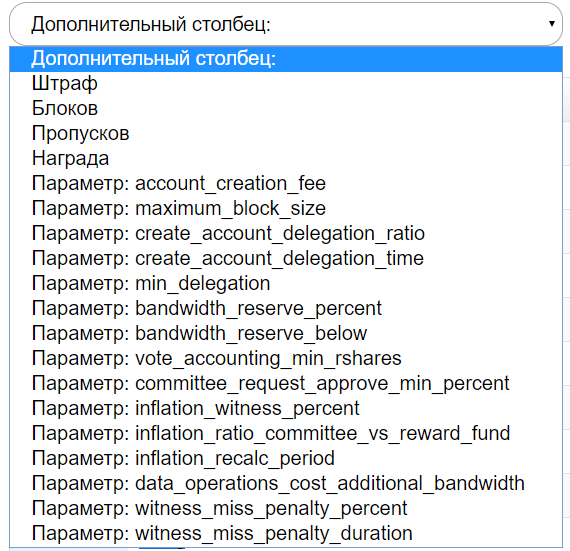 Дополнительный столбец:
Дополнительный столбец:
Штраф
Блоков
Пропусков
Награда
Параметр: account_creation_fee
Параметр: maximum_block_size
Параметр: create_account_delegation_ratio
Параметр: create_account_delegation_time
Параметр: min_delegation
Параметр: bandwidth_reserve_percent
Параметр: bandwidth_reserve_below
Параметр: vote_accounting_min_rshares
Параметр: committee_request_approve_min_percent
Параметр: inflation_witness_percent
Параметр: inflation_ratio_committee_vs_reward_fund
Параметр: inflation_recalc_period
Параметр: data_operations_cost_additional_bandwidth
Параметр: witness_miss_penalty_percent
Параметр: witness_miss_penalty_duration